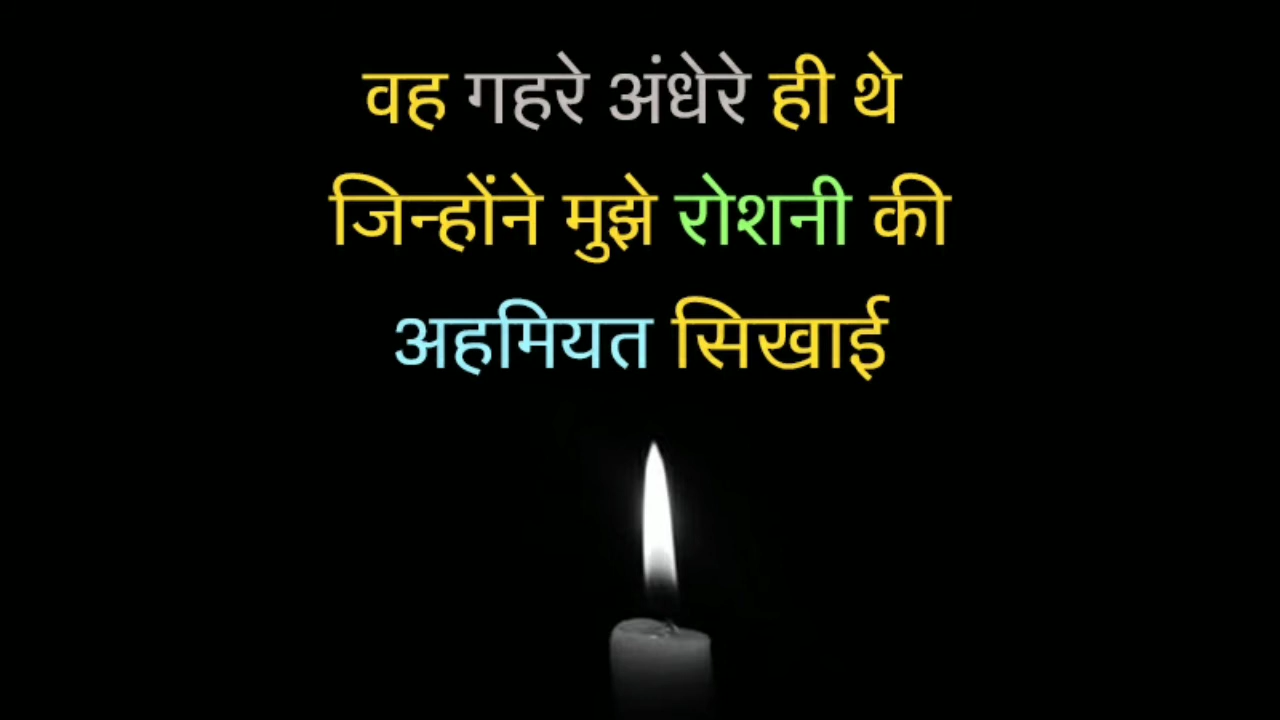 वह गहरे अंधेरे ही थे
जिन्होंने मुझे रोशनी की
अहमियत सिखाई